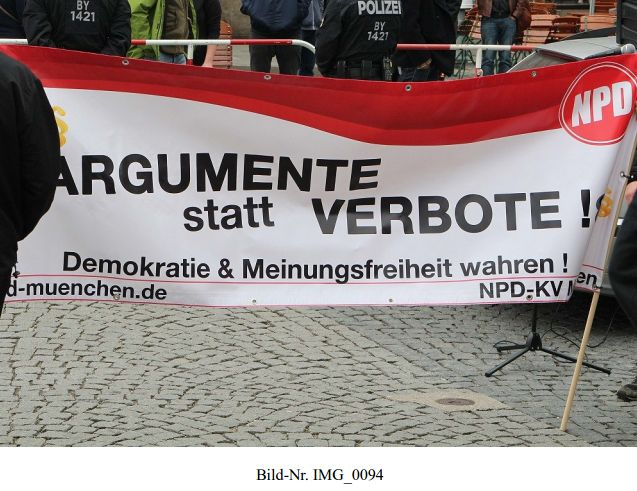 POLIZEI
BY
1421
BY
1421
NPD
§
ARGUMENTE
statt VERBOTE ! §
Demokratie & Meinungsfreiheit wahren !
d-muenchen.de
NPD-KV M
en
Bild-Nr. IMG_0094